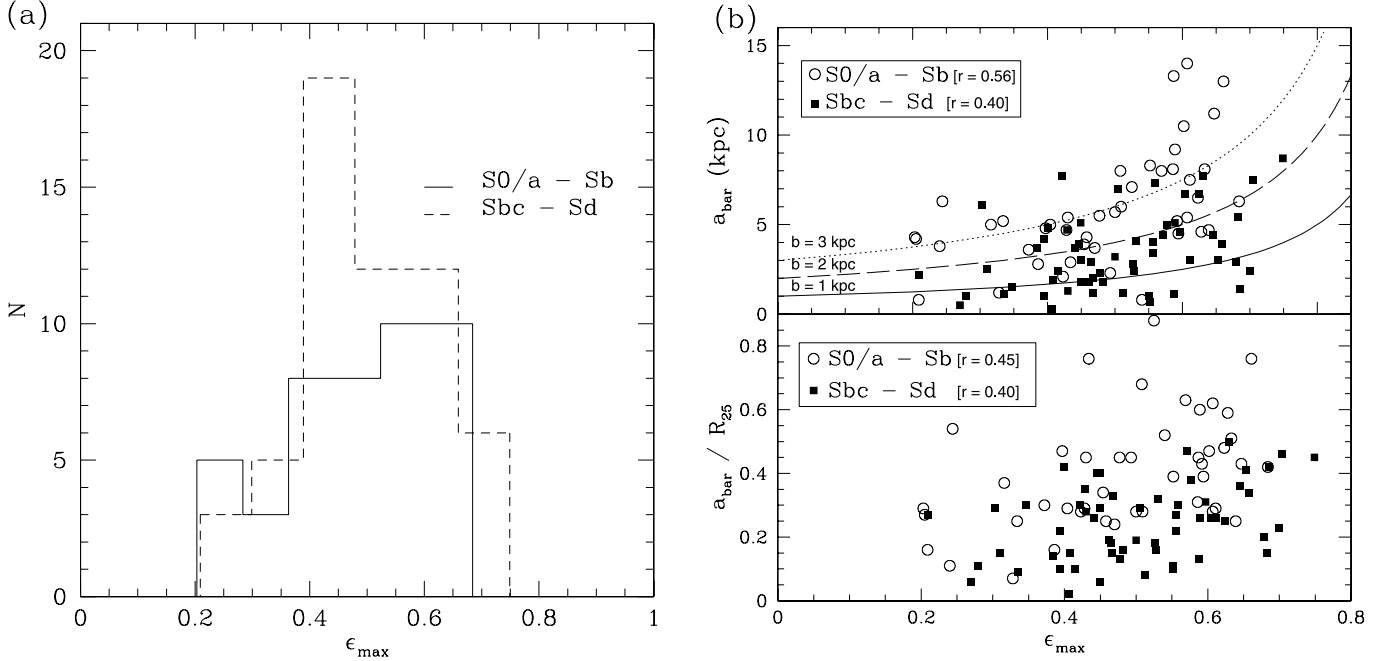 (a)
20
15
10
5
0
N
S0/a – Sb
Sbc – Sd
0 0.2 0.4 0.6 0.8 1
ϵmax
(b)
15
10
5
0
a_bar (kpc)
S0/a – Sb [r = 0.56]
Sbc – Sd [r = 0.40]
b = 3 kpc
b = 2 kpc
b = 1 kpc
0.8
0.6
0.4
0.2
0
a_bar / R_25
S0/a – Sb [r = 0.45]
Sbc – Sd [r = 0.40]
0.2 0.4 0.6 0.8
ϵmax